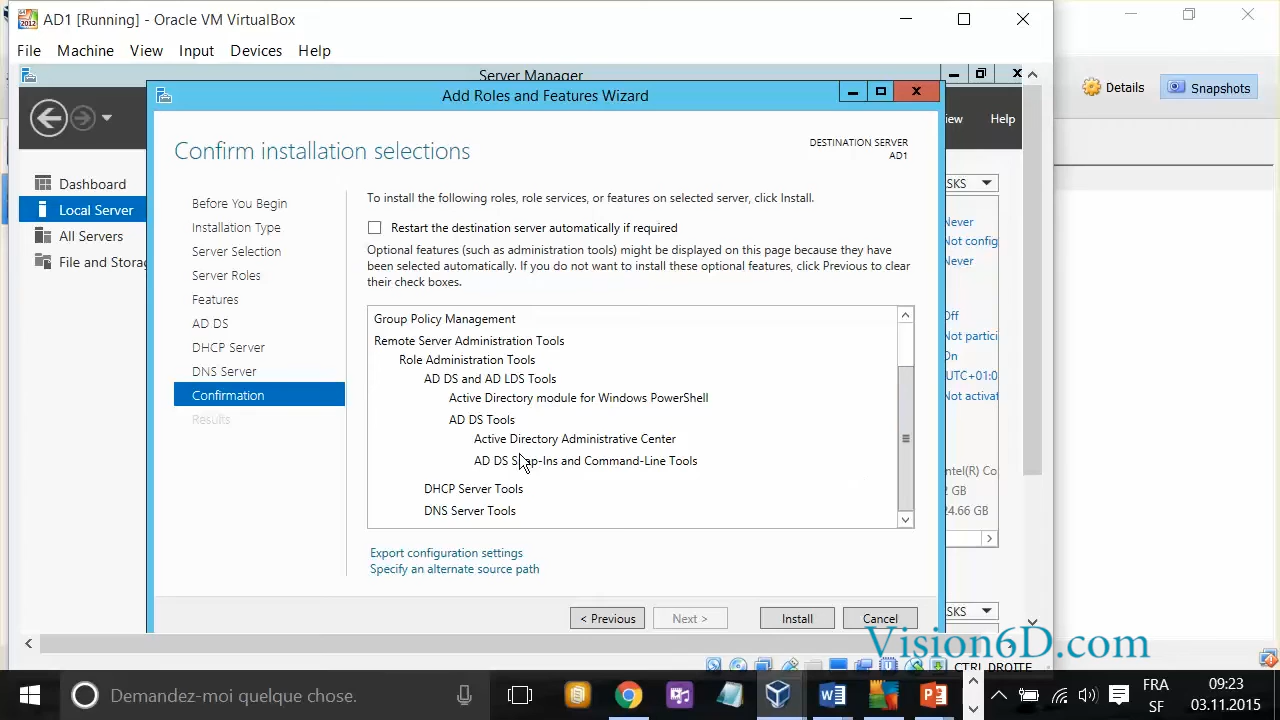 AD1 [Running] - Oracle VM VirtualBox
File Machine View Input Devices Help
Server Manager
Details Snapshots
Add Roles and Features Wizard
iew Help
Confirm installation selections
DESTINATION SERVER
AD1
Dashboard
Local Server
All Servers
File and Storag
Before You Begin
Installation Type
Server Selection
Server Roles
Features
AD DS
DHCP Server
DNS Server
Confirmation
Results
To install the following roles, role services, or features on selected server, click Install.
Restart the destination server automatically if required
Optional features (such as administration tools) might be displayed on this page because they have
been selected automatically. If you do not want to install these optional features, click Previous to clear
their check boxes.
Group Policy Management
Remote Server Administration Tools
Role Administration Tools
AD DS and AD LDS Tools
Active Directory module for Windows PowerShell
AD DS Tools
Active Directory Administrative Center
AD DS Snap-Ins and Command-Line Tools
DHCP Server Tools
DNS Server Tools
Export configuration settings
Specify an alternate source path
< Previous Next > Install Cancel
SKS
Never
Not config
Never
Off
Not partici
On
UTC+01:0
Not activat
ntel(R) Co
2 GB
24.66 GB
SKS
Vision6D.com
CTRL DROITE
Demandez-moi quelque chose.
FRA
SF
09:23
03.11.2015